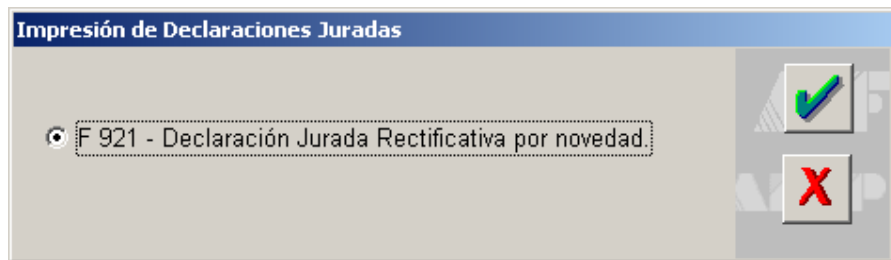 Impresión de Declaraciones Juradas
F 921 - Declaración Jurada Rectificativa por novedad.